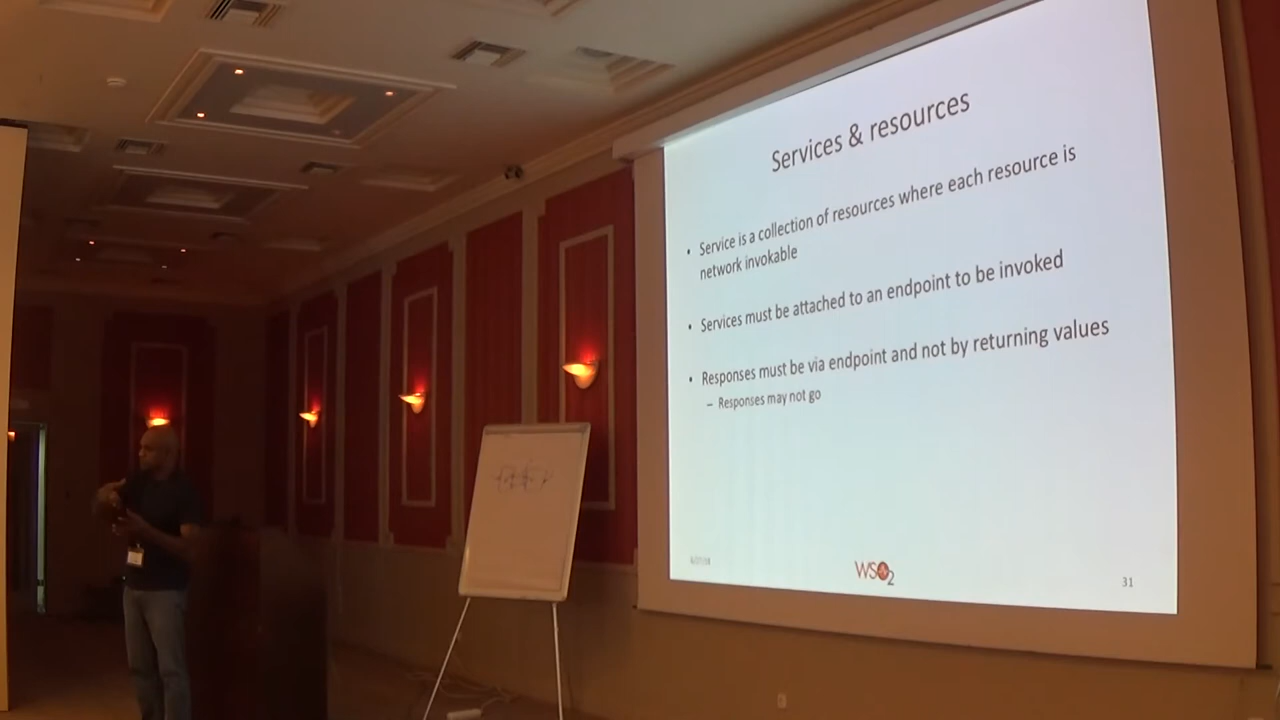 Services & resources
• Service is a collection of resources where each resource is
network invokable
• Services must be attached to an endpoint to be invoked
• Responses must be via endpoint and not by returning values
– Responses may not go
WSO2
31